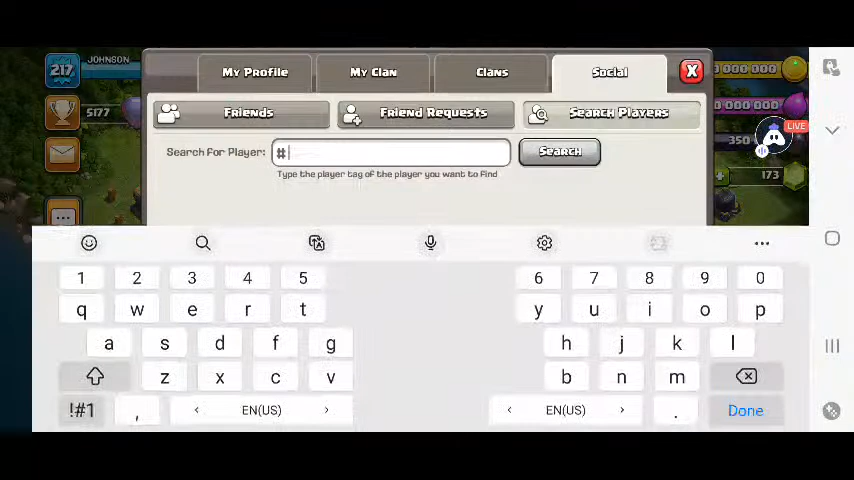 JOHNSON
217
My Profile
My Clan
Clans
Social
X
000 000
5177
Friends
Friend Requests
Search Players
0 000 000
LIVE
350
Search For Player:
#
Search
Type the player tag of the player you want to find
173
1 2 3 4 5 6 7 8 9 0
q w e r t y u i o p
a s d f g h j k l
z x c v b n m
!#1 , < EN(US) > < EN(US) > . Done